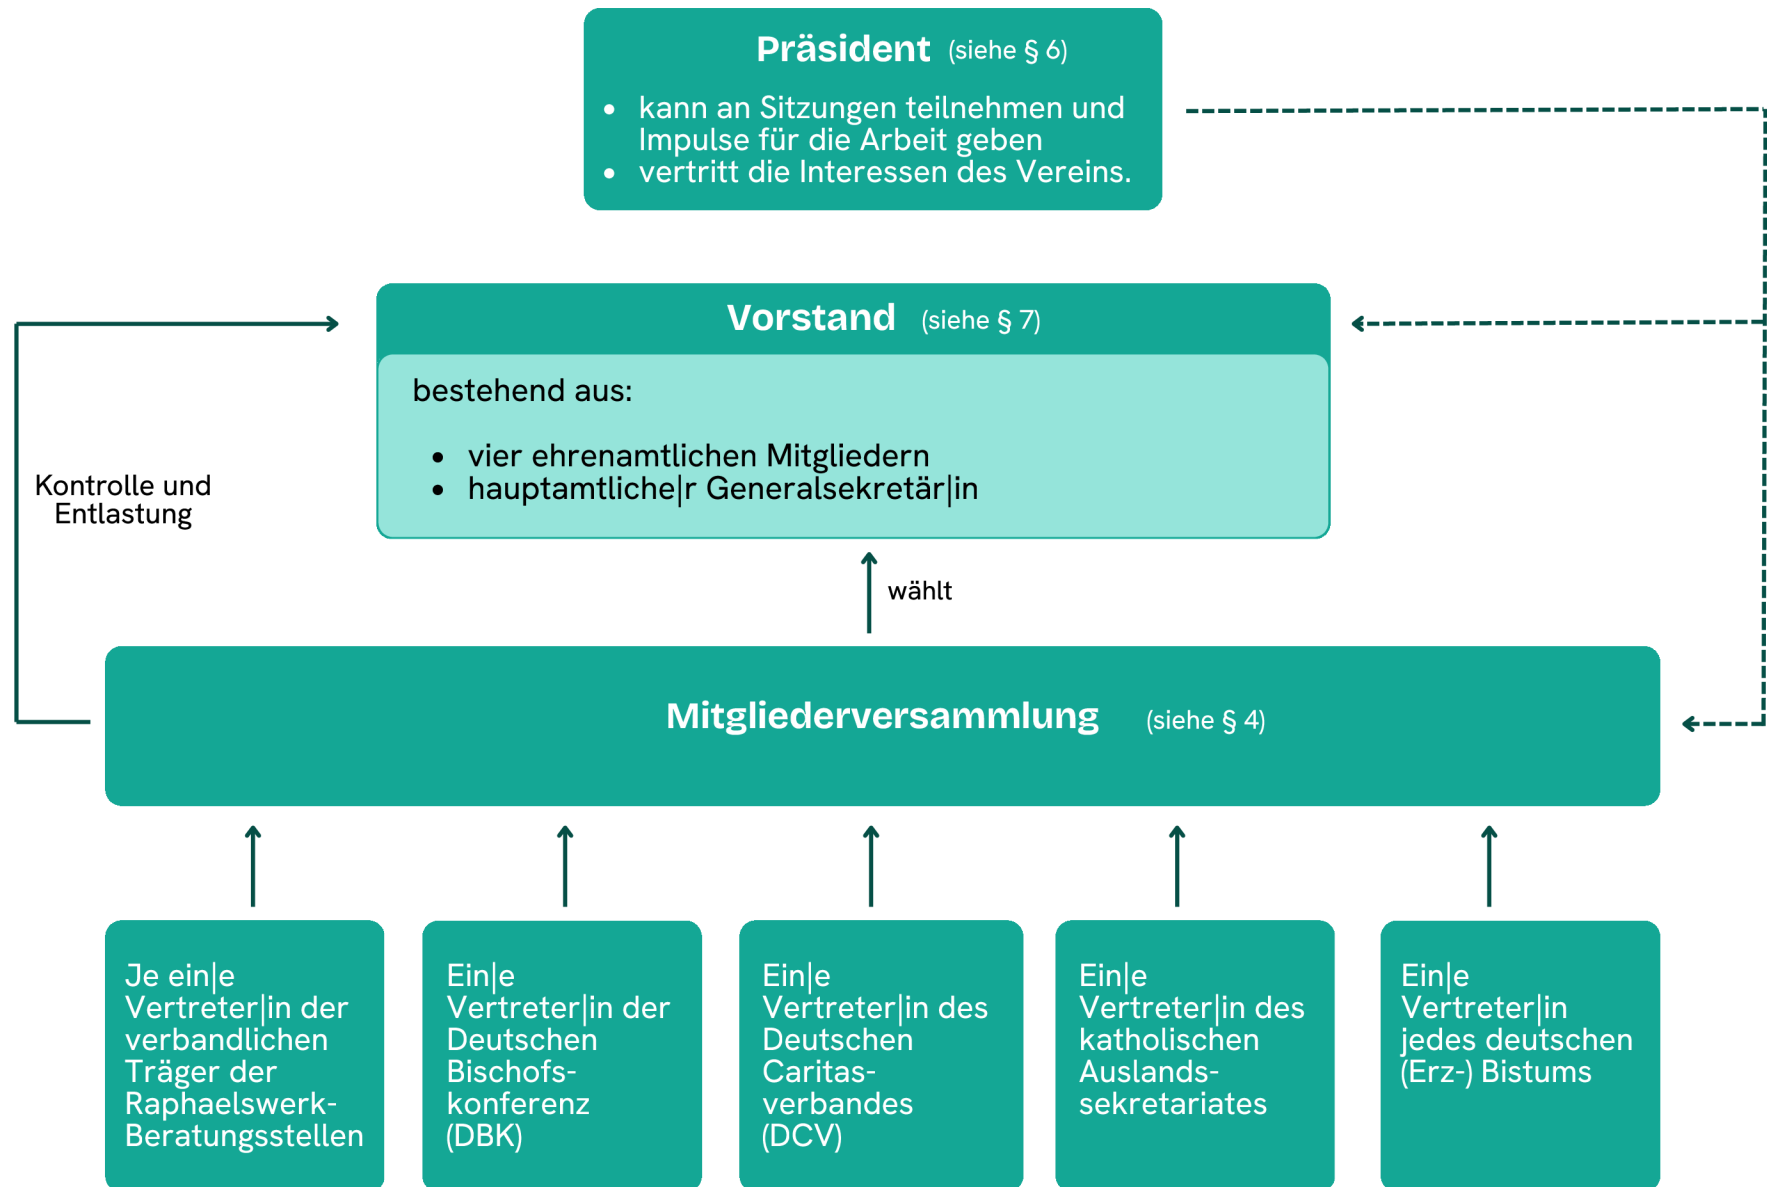 Präsident (siehe § 6)
• kann an Sitzungen teilnehmen und
Impulse für die Arbeit geben
• vertritt die Interessen des Vereins.
Vorstand (siehe § 7)
bestehend aus:
• vier ehrenamtlichen Mitgliedern
• hauptamtliche|r Generalsekretär|in
Kontrolle und
Entlastung
wählt
Mitgliederversammlung (siehe § 4)
Je ein|e
Vertreter|in der
verbandlichen
Träger der
Raphaelswerk-
Beratungsstellen
Ein|e
Vertreter|in der
Deutschen
Bischofs-
konferenz
(DBK)
Ein|e
Vertreter|in des
Deutschen
Caritas-
verbandes
(DCV)
Ein|e
Vertreter|in des
katholischen
Auslands-
sekretariates
Ein|e
Vertreter|in
jedes deutschen
(Erz-) Bistums